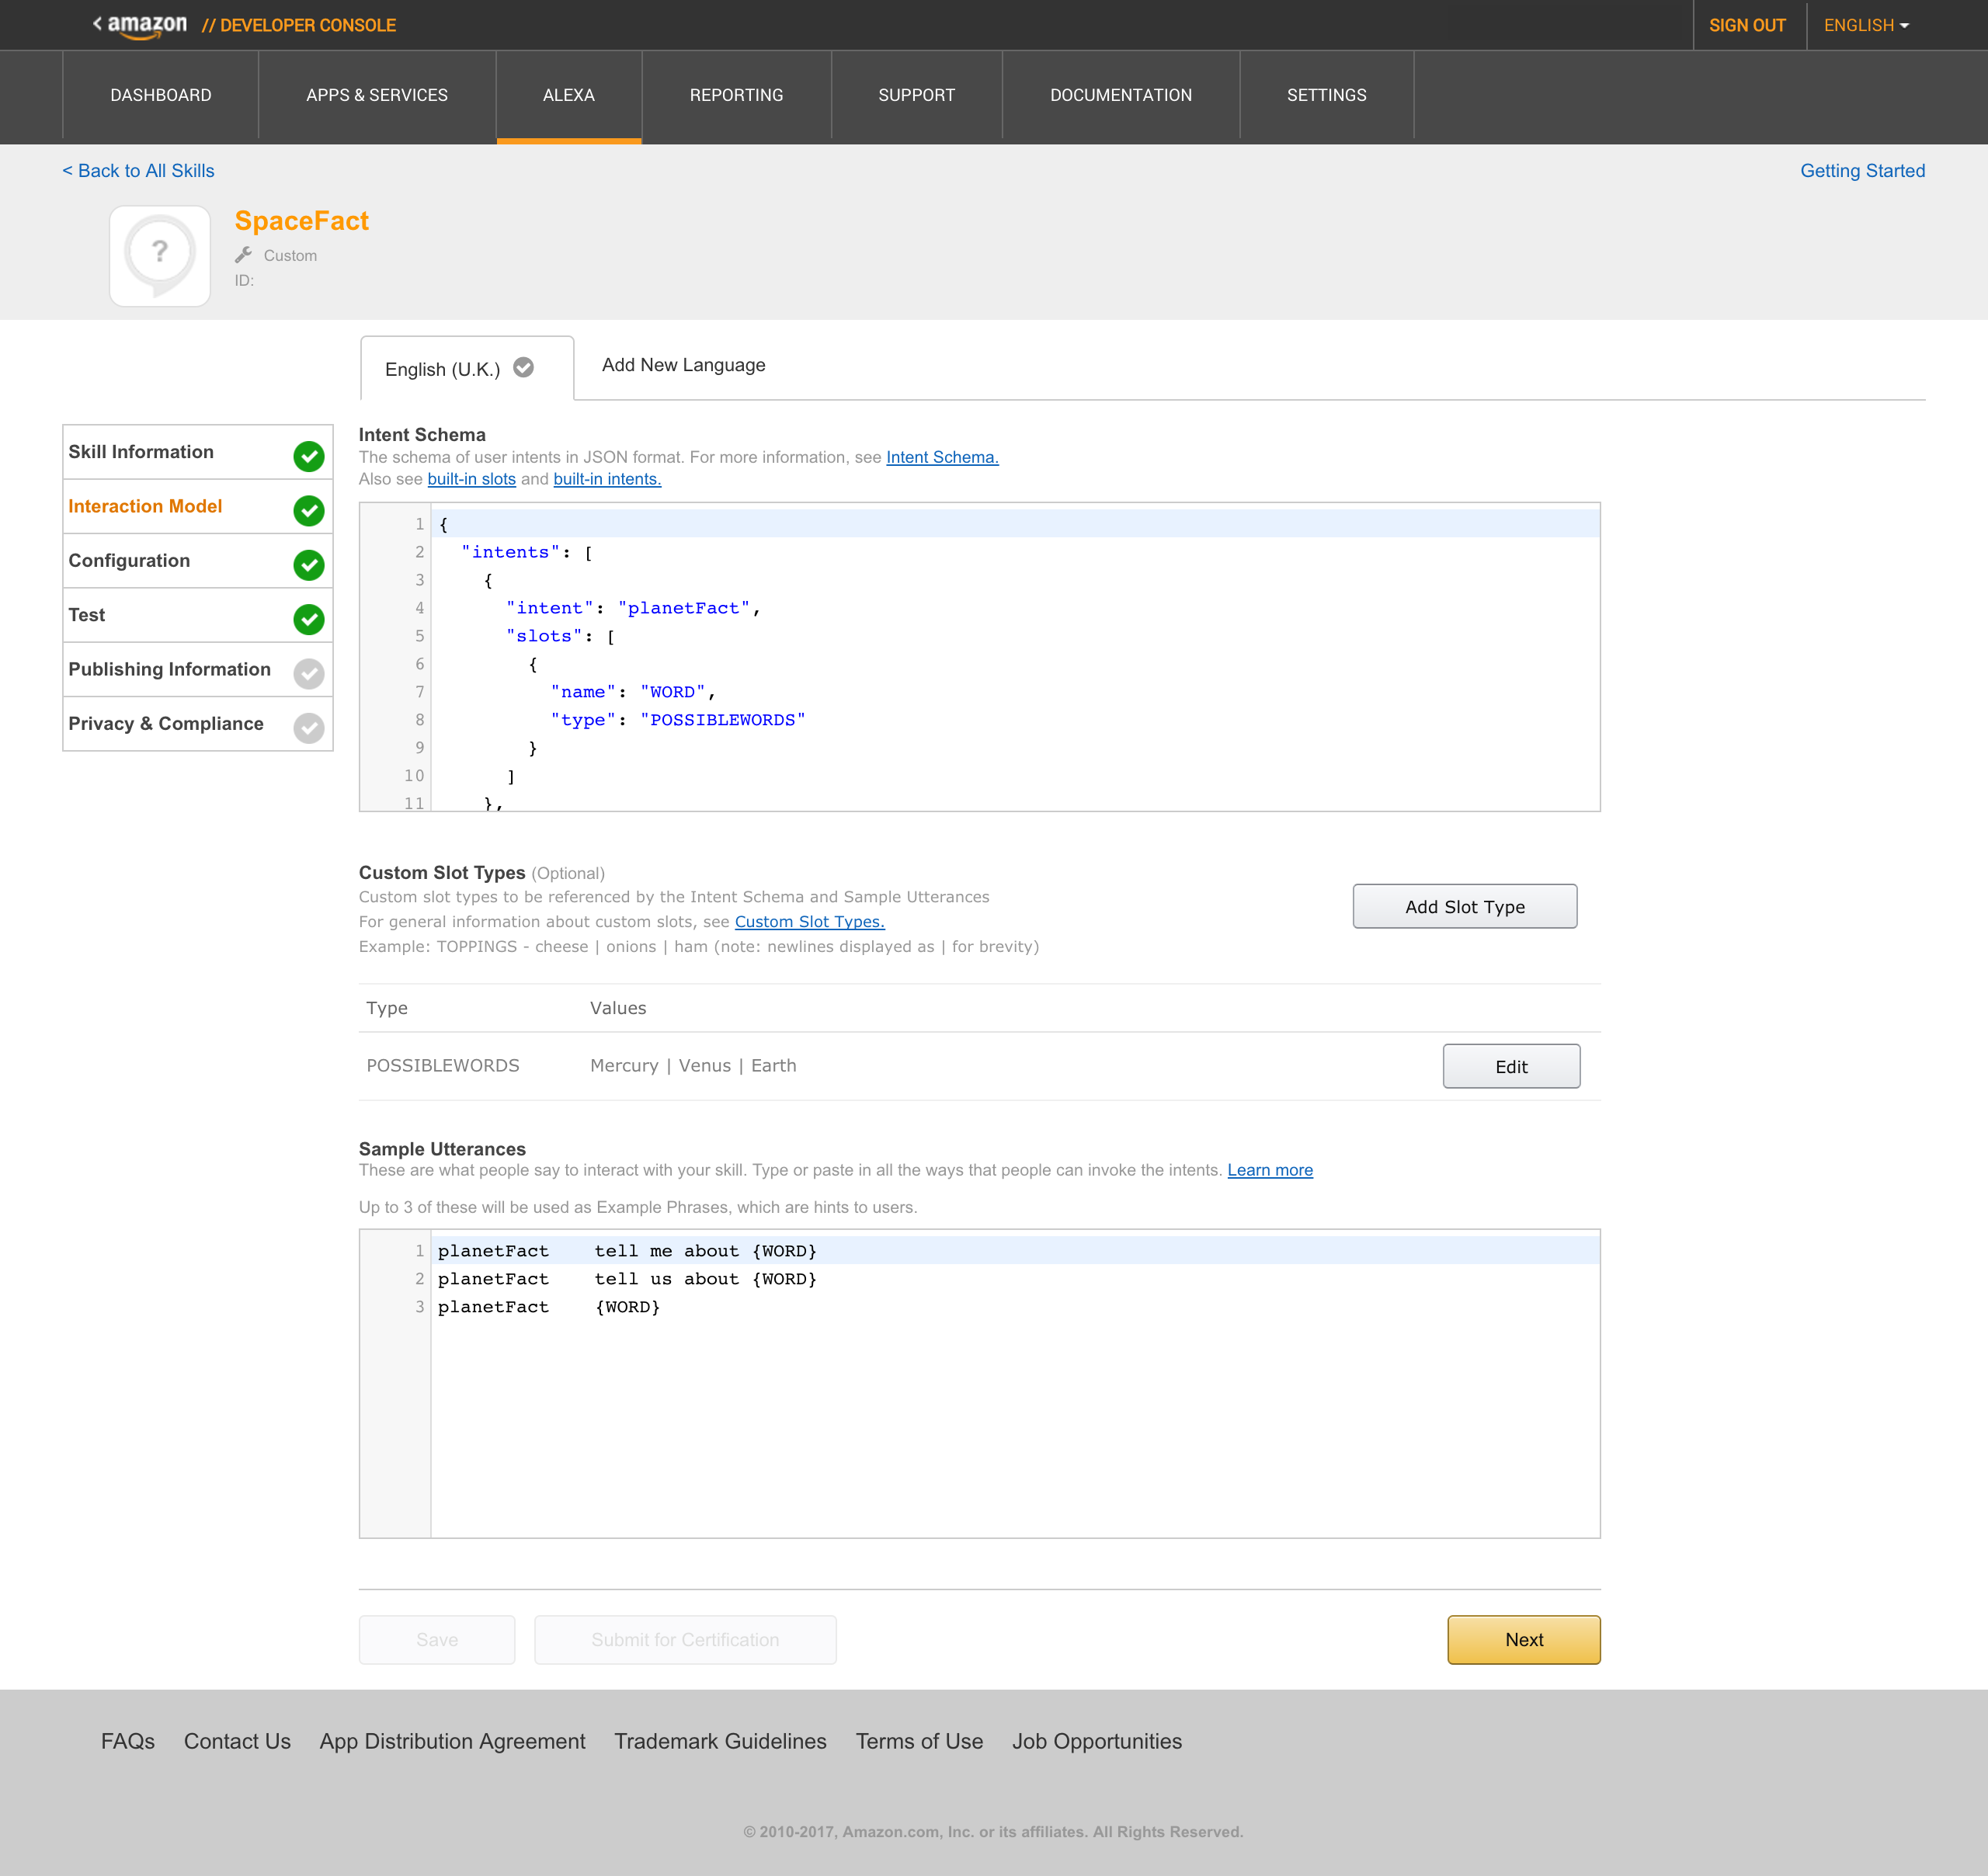 < amazon // DEVELOPER CONSOLE SIGN OUT ENGLISH
DASHBOARD APPS & SERVICES ALEXA REPORTING SUPPORT DOCUMENTATION SETTINGS
< Back to All Skills Getting Started
?
SpaceFact
Custom
ID:
English (U.K.) Add New Language
Skill Information
Interaction Model
Configuration
Test
Publishing Information
Privacy & Compliance
Intent Schema
The schema of user intents in JSON format. For more information, see Intent Schema.
Also see built-in slots and built-in intents.
1 {
2 "intents": [
3 {
4 "intent": "planetFact",
5 "slots": [
6 {
7 "name": "WORD",
8 "type": "POSSIBLEWORDS"
9 }
10 ]
11 },
Custom Slot Types (Optional)
Custom slot types to be referenced by the Intent Schema and Sample Utterances
For general information about custom slots, see Custom Slot Types.
Example: TOPPINGS - cheese | onions | ham (note: newlines displayed as | for brevity)
Add Slot Type
Type Values
POSSIBLEWORDS Mercury | Venus | Earth Edit
Sample Utterances
These are what people say to interact with your skill. Type or paste in all the ways that people can invoke the intents. Learn more
Up to 3 of these will be used as Example Phrases, which are hints to users.
1 planetFact tell me about {WORD}
2 planetFact tell us about {WORD}
3 planetFact {WORD}
Save Submit for Certification Next
FAQs Contact Us App Distribution Agreement Trademark Guidelines Terms of Use Job Opportunities
© 2010-2017, Amazon.com, Inc. or its affiliates. All Rights Reserved.